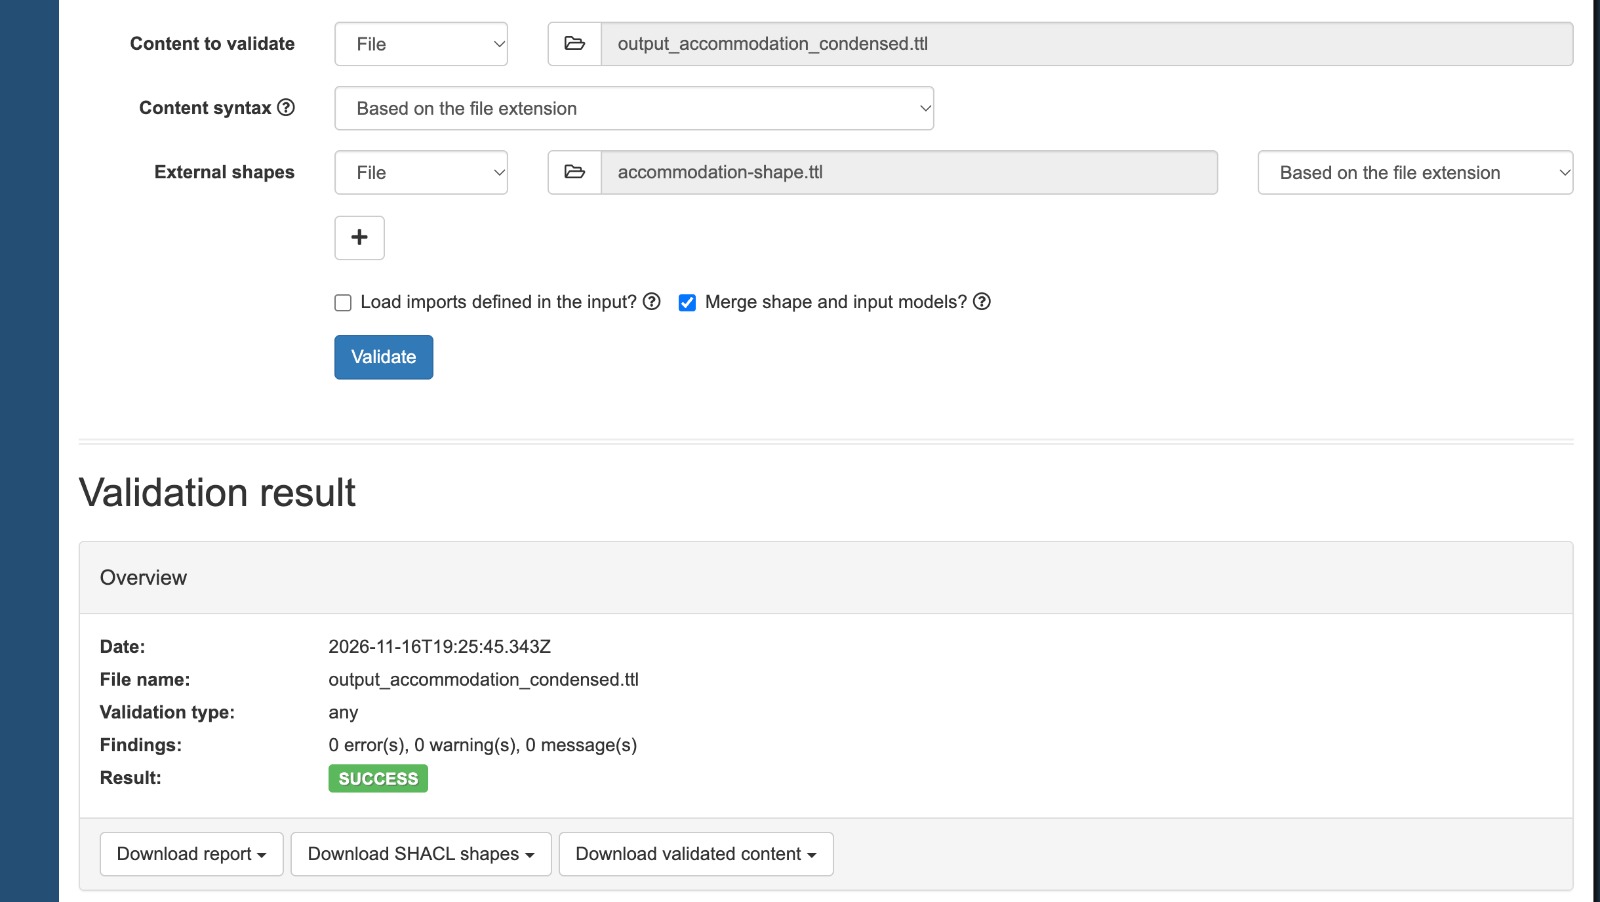 Content to validate File output_accommodation_condensed.ttl
Content syntax Based on the file extension
External shapes File accommodation-shape.ttl Based on the file extension
+
Load imports defined in the input? Merge shape and input models?
Validate
Validation result
Overview
Date: 2026-11-16T19:25:45.343Z
File name: output_accommodation_condensed.ttl
Validation type: any
Findings: 0 error(s), 0 warning(s), 0 message(s)
Result: SUCCESS
Download report Download SHACL shapes Download validated content